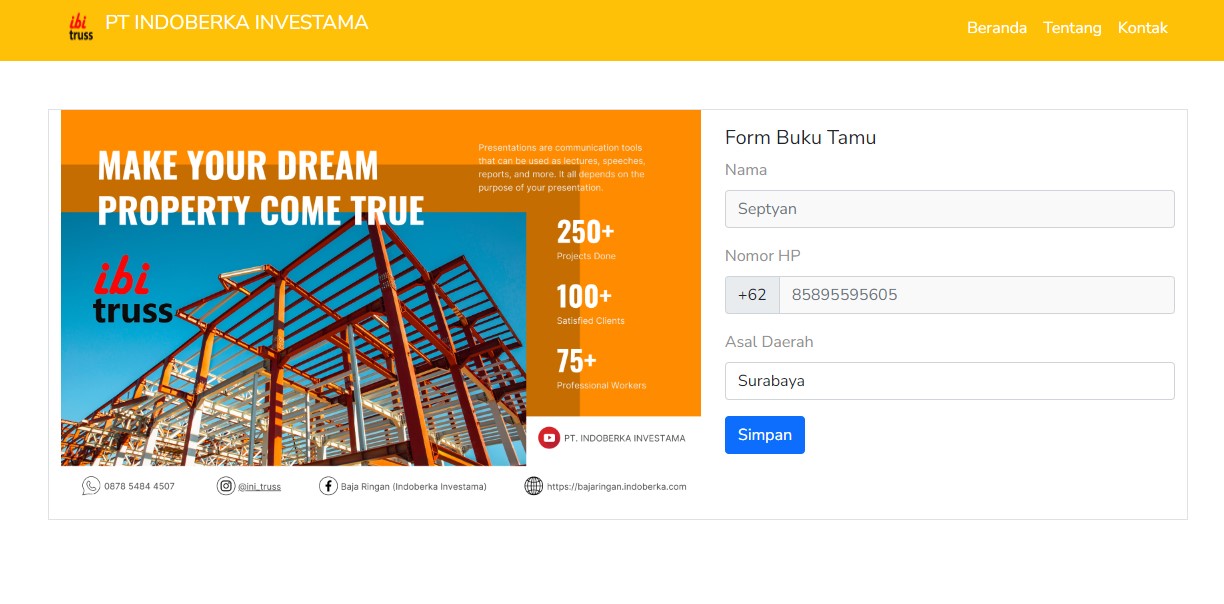 ibi
truss
PT INDOBERKA INVESTAMA
Beranda
Tentang
Kontak
MAKE YOUR DREAM
PROPERTY COME TRUE
Presentations are communication tools
that can be used as lectures, speeches,
reports, and more. It all depends on the
purpose of your presentation.
ibi
truss
250+
Projects Done
100+
Satisfied Clients
75+
Professional Workers
PT. INDOBERKA INVESTAMA
0878 5484 4507
@ini_truss
Baja Ringan (Indoberka Investama)
https://bajaringan.indoberka.com
Form Buku Tamu
Nama
Septyan
Nomor HP
+62 85895595605
Asal Daerah
Surabaya
Simpan